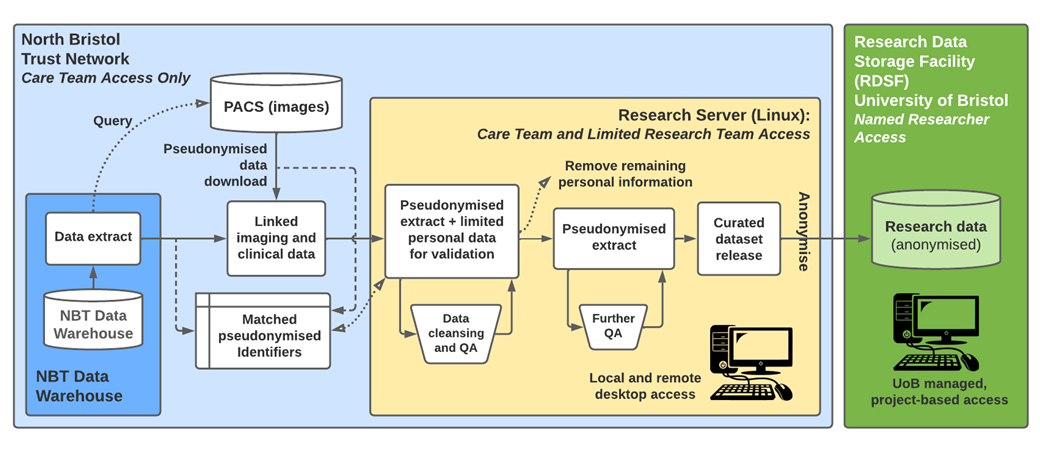 North Bristol
Trust Network
Care Team Access Only
PACS (images)
Query
Pseudonymised
data
download
Data extract
NBT Data
Warehouse
NBT Data
Warehouse
Linked
imaging and
clinical data
Matched
pseudonymised
Identifiers
Research Server (Linux):
Care Team and Limited Research Team Access
Remove remaining
personal information
Pseudonymised
extract + limited
personal data
for validation
Data
cleansing
and QA
Pseudonymised
extract
Further
QA
Curated
dataset
release
Anonymise
Local and remote
desktop access
Research Data
Storage Facility
(RDSF)
University of Bristol
Named Researcher
Access
Research data
(anonymised)
UoB managed,
project-based access